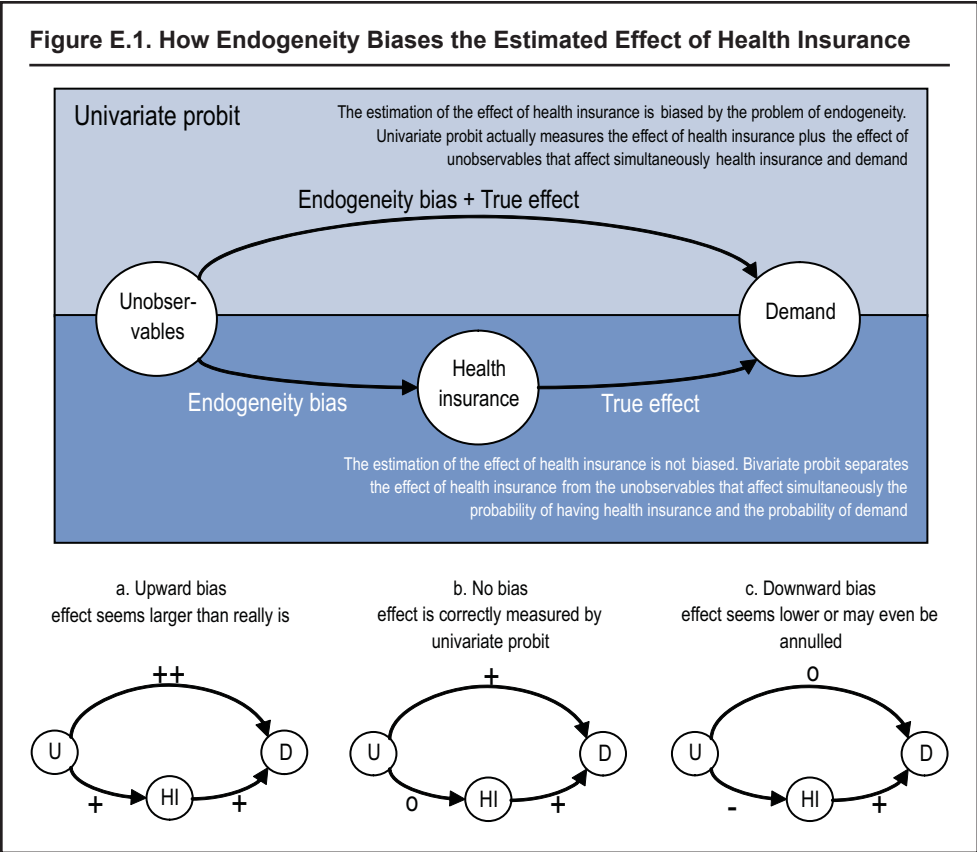 Figure E.1. How Endogeneity Biases the Estimated Effect of Health Insurance
Univariate probit
The estimation of the effect of health insurance is biased by the problem of endogeneity.
Univariate probit actually measures the effect of health insurance plus the effect of
unobservables that affect simultaneously health insurance and demand
Endogeneity bias + True effect
Unobser-
vables
Demand
Health
insurance
Endogeneity bias
True effect
The estimation of the effect of health insurance is not biased. Bivariate probit separates
the effect of health insurance from the unobservables that affect simultaneously the
probability of having health insurance and the probability of demand
a. Upward bias
effect seems larger than really is
++
U
D
HI
+
+
b. No bias
effect is correctly measured by
univariate probit
+
U
D
HI
o
+
c. Downward bias
effect seems lower or may even be
annulled
o
U
D
HI
-
+